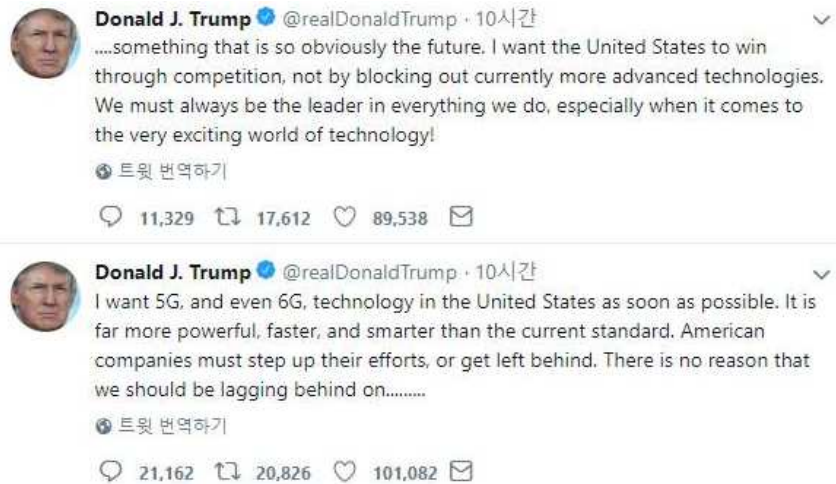 Donald J. Trump @realDonaldTrump · 10시간
....something that is so obviously the future. I want the United States to win
through competition, not by blocking out currently more advanced technologies.
We must always be the leader in everything we do, especially when it comes to
the very exciting world of technology!
트윗 번역하기
11,329 17,612 89,538
Donald J. Trump @realDonaldTrump · 10시간
I want 5G, and even 6G, technology in the United States as soon as possible. It is
far more powerful, faster, and smarter than the current standard. American
companies must step up their efforts, or get left behind. There is no reason that
we should be lagging behind on.........
트윗 번역하기
21,162 20,826 101,082